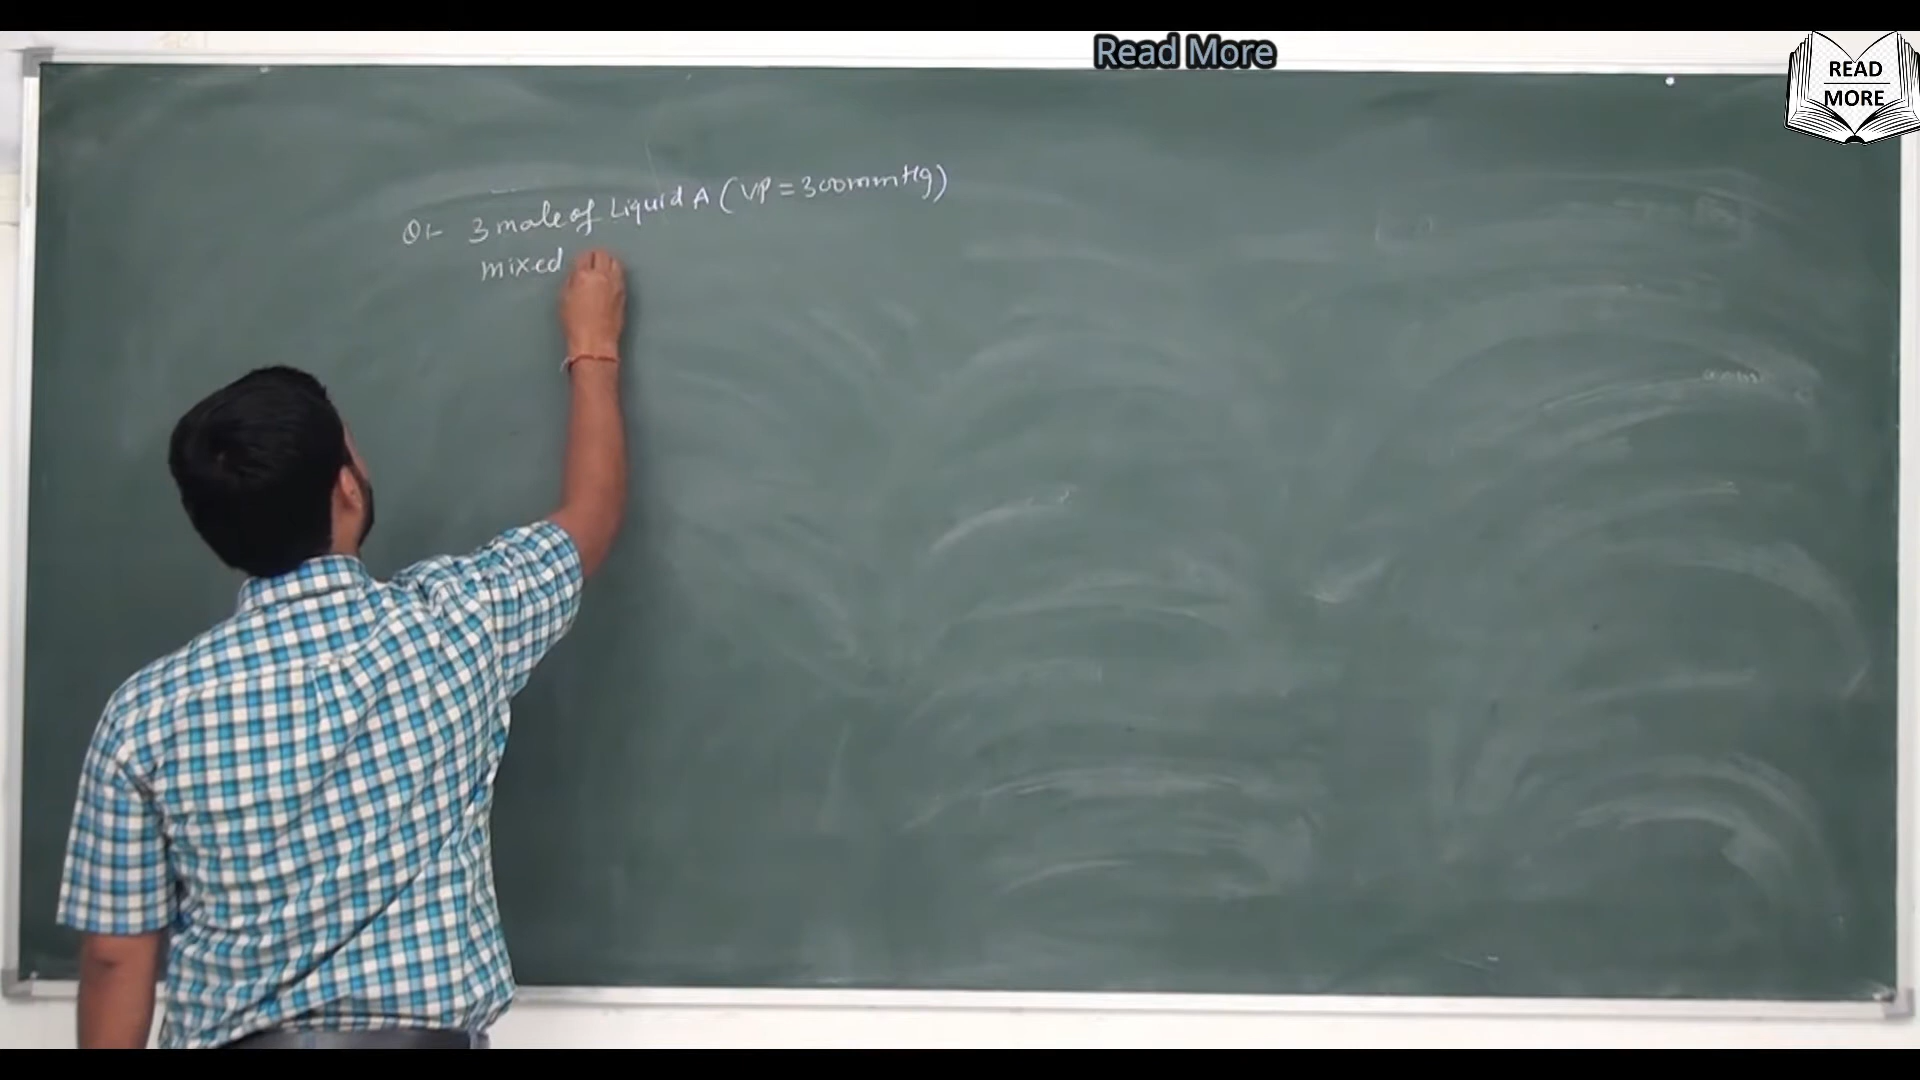 Read More
READ
MORE
Q:- 3 mole of Liquid A (VP = 300mmHg)
mixed